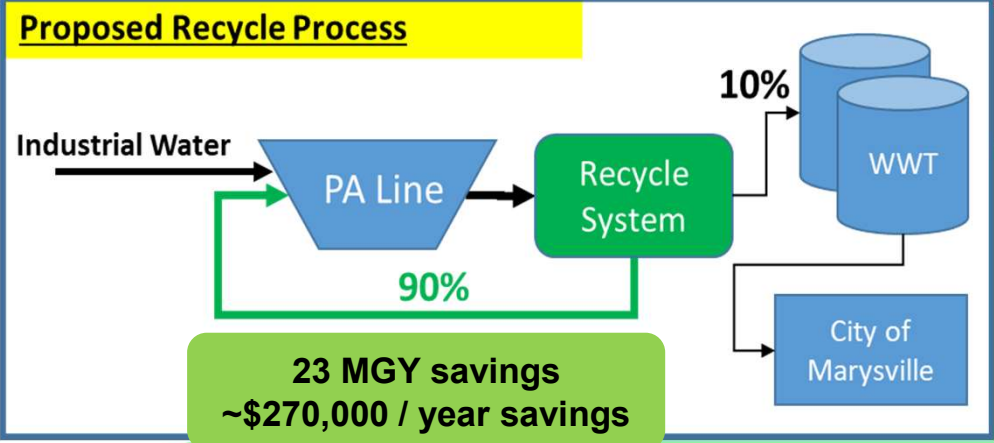 Proposed Recycle Process
10%
Industrial Water
PA Line
Recycle
System
WWT
90%
City of
Marysville
23 MGY savings
~$270,000 / year savings